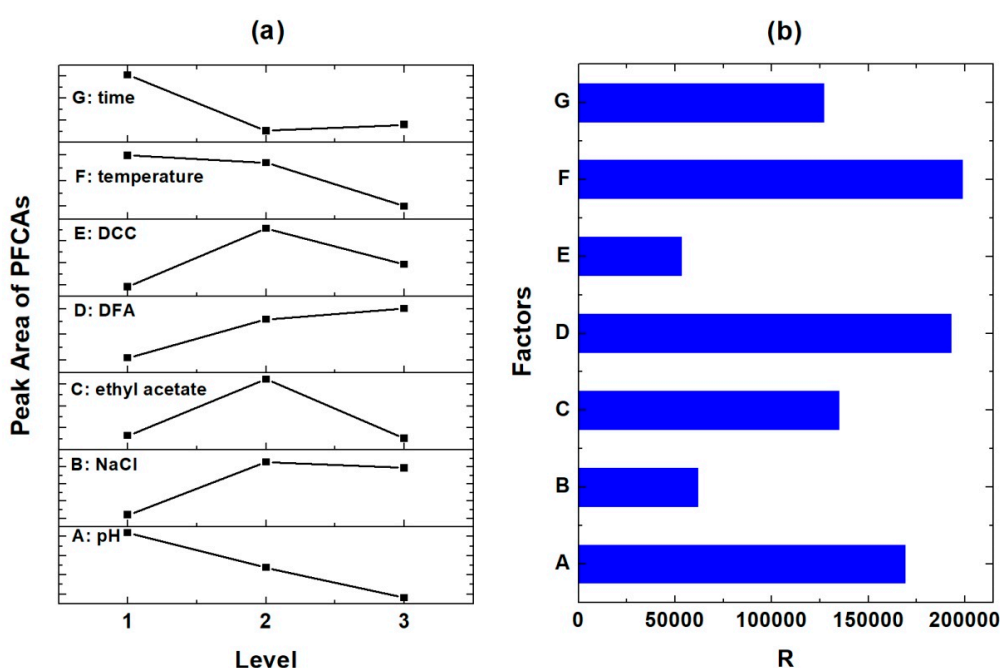 (a)
Peak Area of PFCAs
G: time
F: temperature
E: DCC
D: DFA
C: ethyl acetate
B: NaCl
A: pH
1 2 3
Level
(b)
Factors
G
F
E
D
C
B
A
0 50000 100000 150000 200000
R